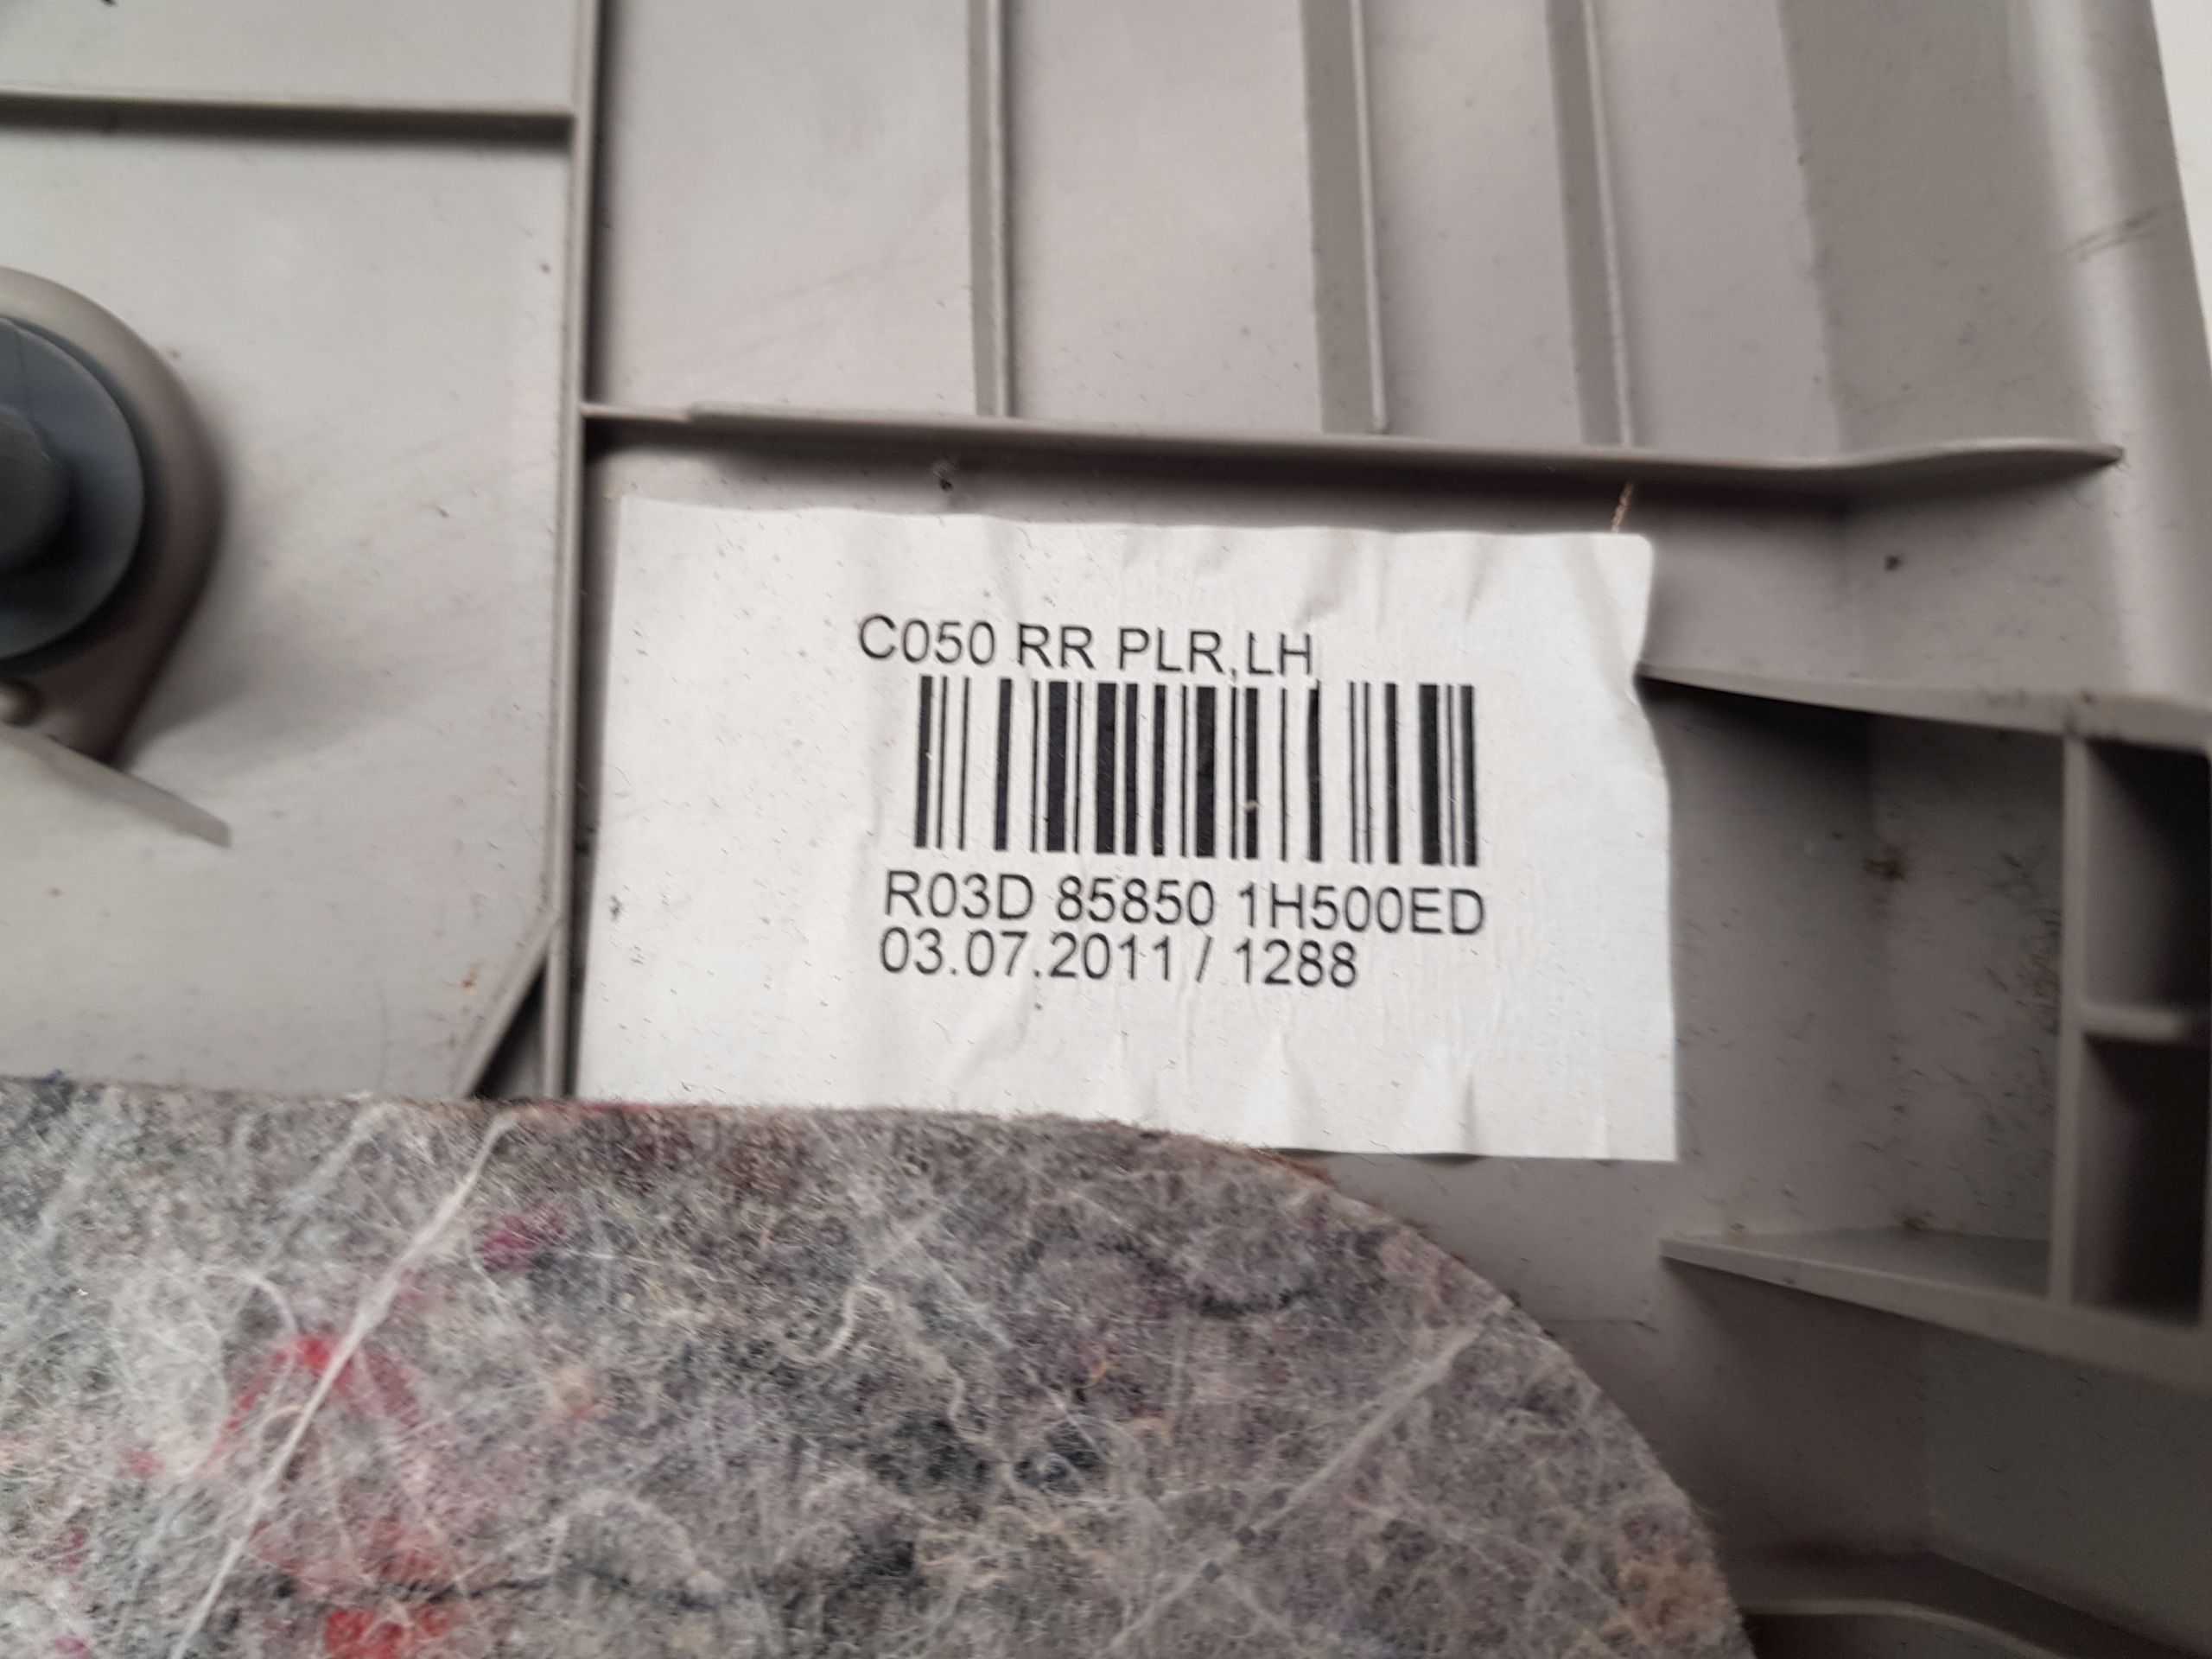 C050 RR PLR,LH
R03D 85850 1H500ED
03.07.2011 / 1288